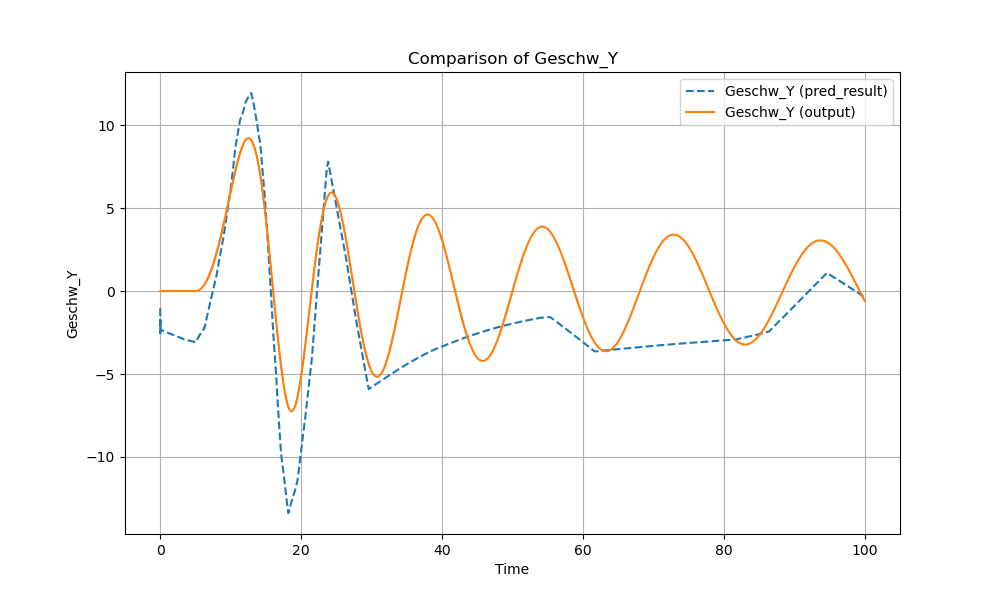 Comparison of Geschw_Y
Geschw_Y (pred_result)
Geschw_Y (output)
10
5
0
−5
−10
Geschw_Y
0 20 40 60 80 100
Time